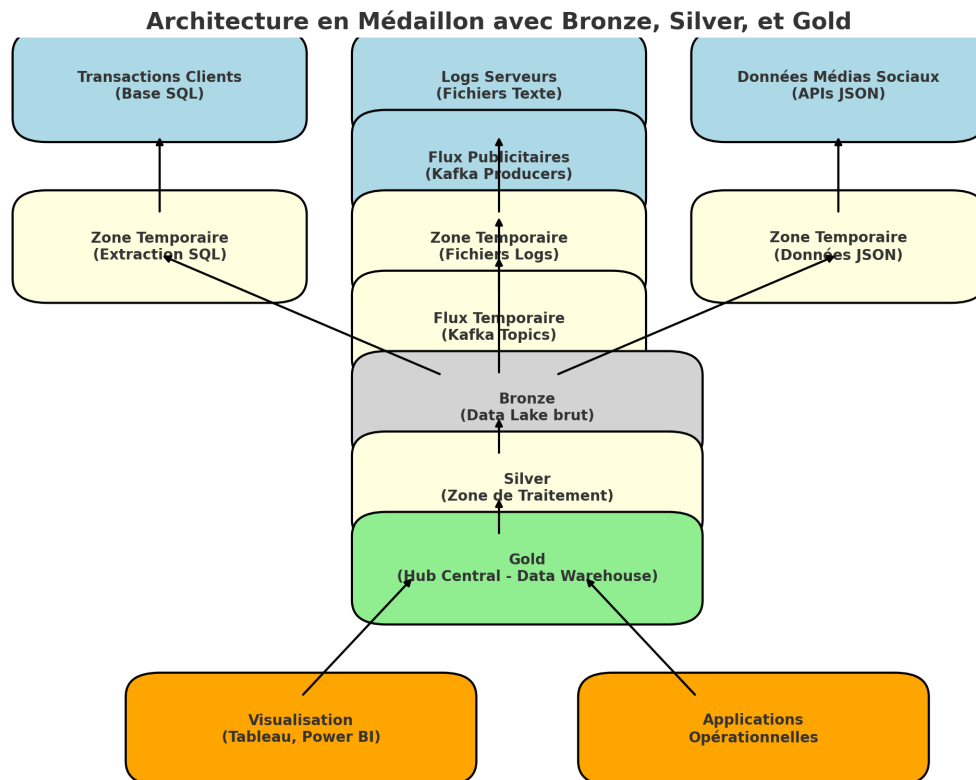 Architecture en Médaillon avec Bronze, Silver, et Gold
Transactions Clients
(Base SQL)
Logs Serveurs
(Fichiers Texte)
Données Médias Sociaux
(APIs JSON)
Flux Publicitaires
(Kafka Producers)
Zone Temporaire
(Extraction SQL)
Zone Temporaire
(Fichiers Logs)
Zone Temporaire
(Données JSON)
Flux Temporaire
(Kafka Topics)
Bronze
(Data Lake brut)
Silver
(Zone de Traitement)
Gold
(Hub Central - Data Warehouse)
Visualisation
(Tableau, Power BI)
Applications
Opérationnelles